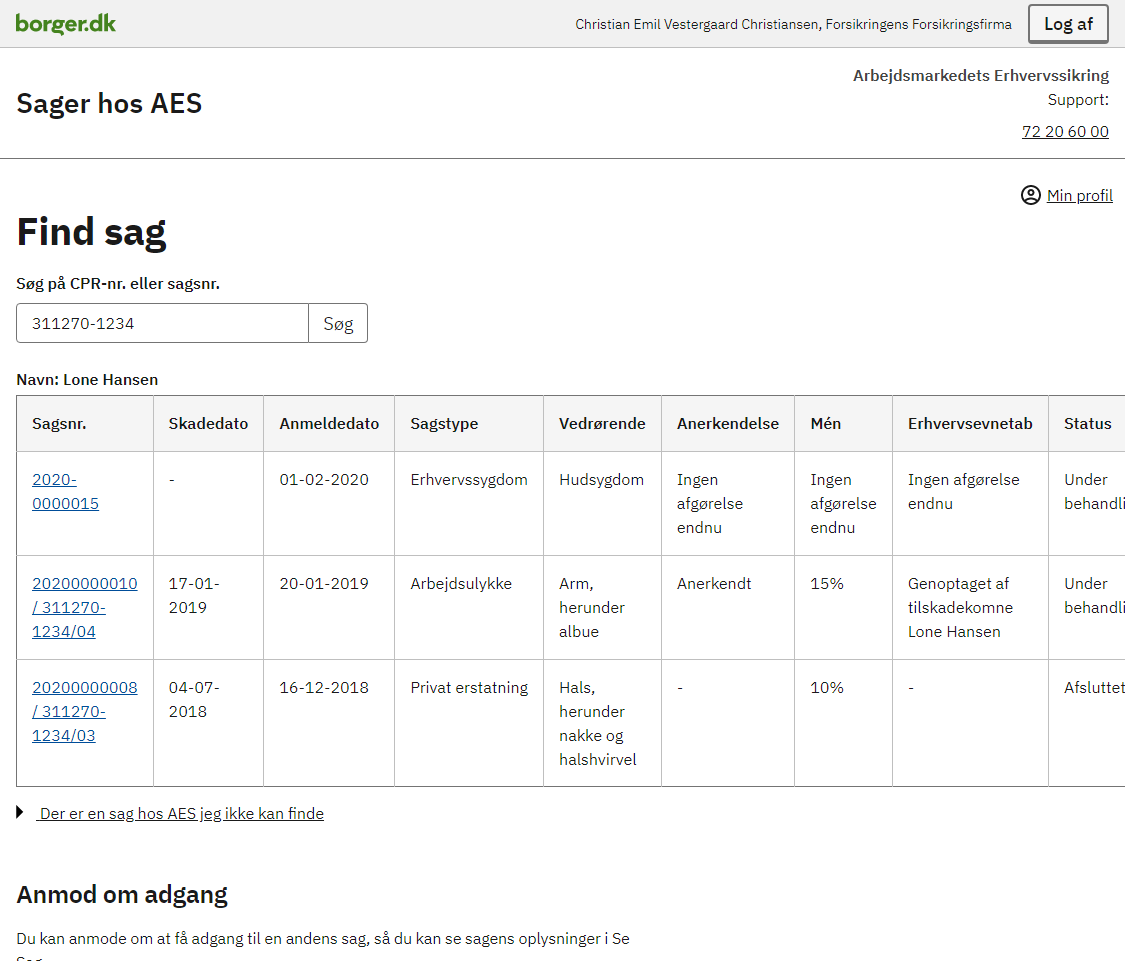 borger.dk
Christian Emil Vestergaard Christiansen, Forsikringens Forsikringsfirma
Log af
Sager hos AES
Arbejdsmarkedets Erhvervssikring
Support:
72 20 60 00
Min profil
Find sag
Søg på CPR-nr. eller sagsnr.
311270-1234 Søg
Navn: Lone Hansen
Sagsnr. Skadedato Anmeldedato Sagstype Vedrørende Anerkendelse Mén Erhvervsevnetab Status
2020- - 01-02-2020 Erhvervssygdom Hudsygdom Ingen Ingen Ingen afgørelse Under
0000015 afgørelse afgørelse endnu behandli
endnu endnu
20200000010 17-01- 20-01-2019 Arbejdsulykke Arm, Anerkendt 15% Genoptaget af Under
/ 311270- 2019 herunder tilskadekomne behandli
1234/04 albue Lone Hansen
20200000008 04-07- 16-12-2018 Privat erstatning Hals, - 10% - Afsluttet
/ 311270- 2018 herunder
1234/03 nakke og
halshvirvel
Der er en sag hos AES jeg ikke kan finde
Anmod om adgang
Du kan anmode om at få adgang til en andens sag, så du kan se sagens oplysninger i Se
Sag